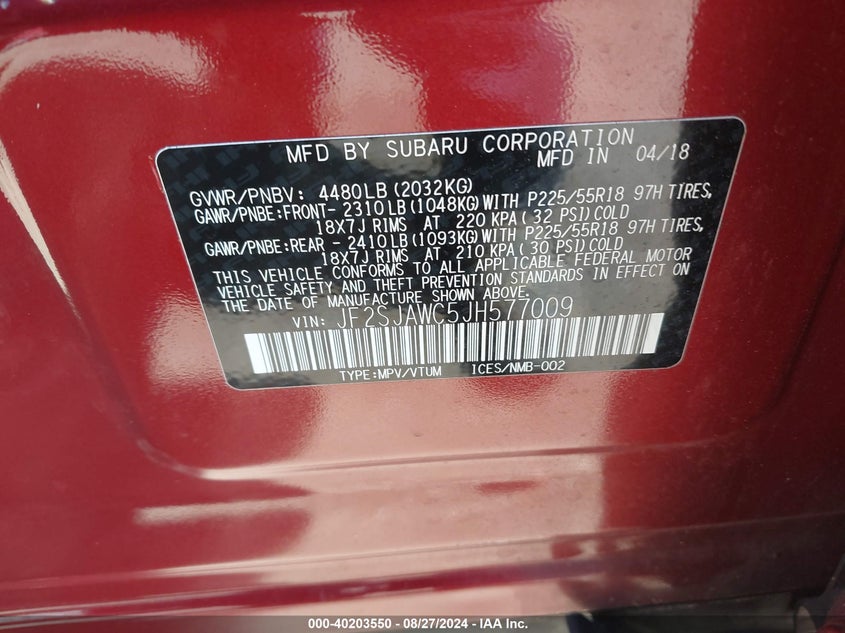 MFD BY SUBARU CORPORATION
MFD IN 04/18
GVWR/PNBV: 4480LB(2032KG)
GAWR/PNBE:FRONT- 2310LB(1048KG)WITH P225/55R18 97H TIRES,
18X7J RIMS AT 220 KPA(32 PSI)COLD
GAWR/PNBE:REAR - 2410LB(1093KG)WITH P225/55R18 97H TIRES,
18X7J RIMS AT 210 KPA(30 PSI)COLD
THIS VEHICLE CONFORMS TO ALL APPLICABLE FEDERAL MOTOR
VEHICLE SAFETY AND THEFT PREVENTION STANDARDS IN EFFECT ON
THE DATE OF MANUFACTURE SHOWN ABOVE.
VIN: JF2SJAWC5JH577009
TYPE:MPV/VTUM ICES/NMB-002
000-40203550 - 08/27/2024 - IAA Inc.